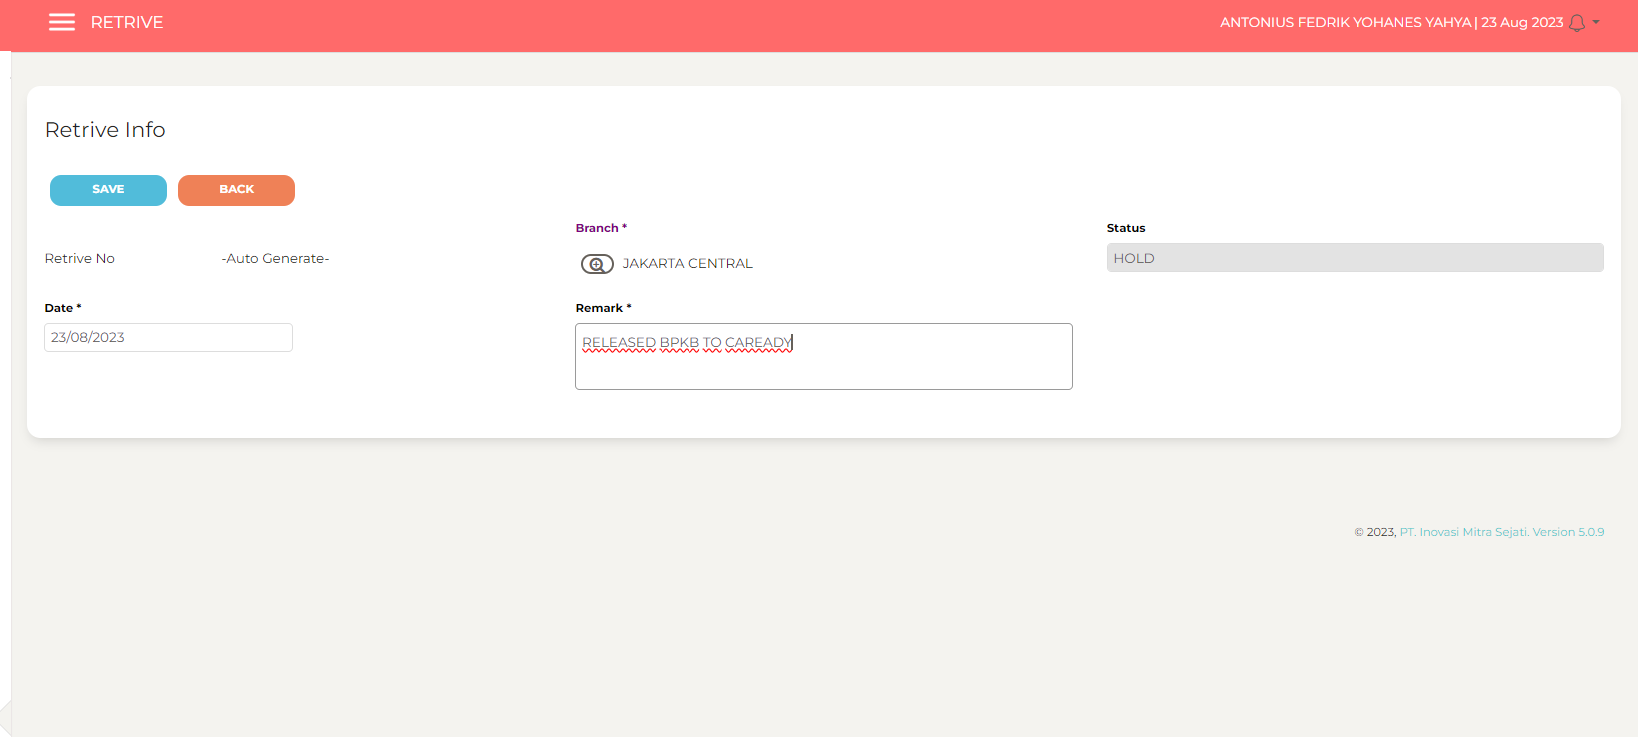 RETRIVE
ANTONIUS FEDRIK YOHANES YAHYA | 23 Aug 2023
Retrive Info
SAVE
BACK
Retrive No
-Auto Generate-
Branch *
JAKARTA CENTRAL
Status
HOLD
Date *
23/08/2023
Remark *
RELEASED BPKB TO CAREADY
© 2023, PT. Inovasi Mitra Sejati. Version 5.0.9